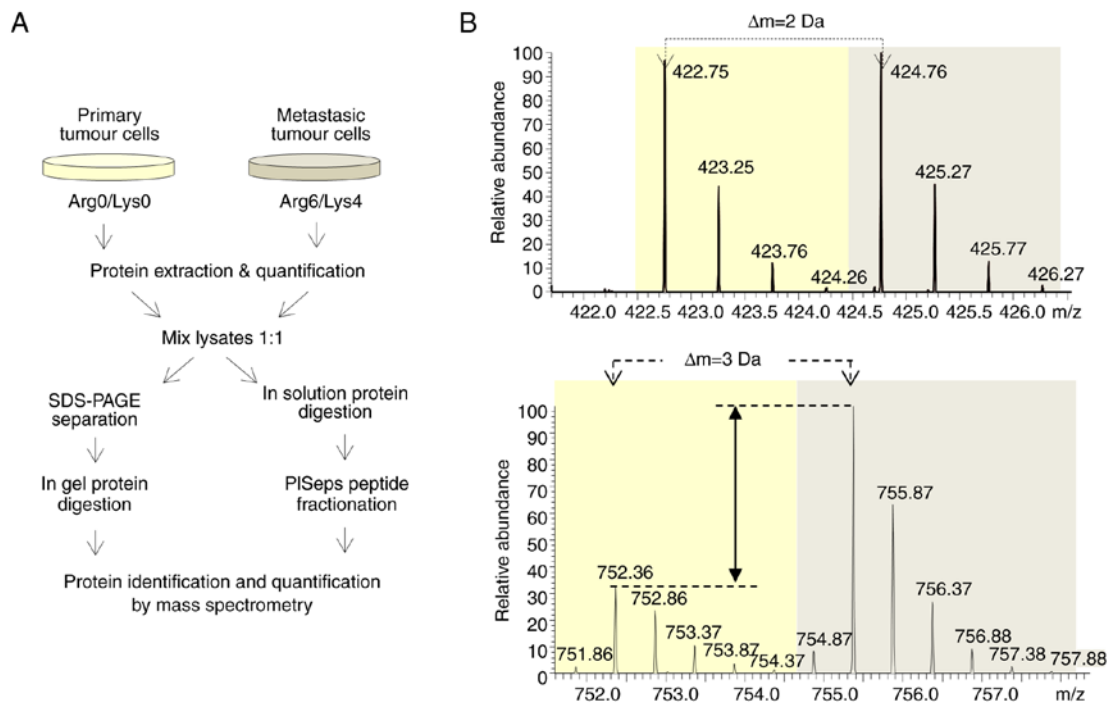 A
Primary
tumour cells
Metastasic
tumour cells
Arg0/Lys0
Arg6/Lys4
Protein extraction & quantification
Mix lysates 1:1
SDS-PAGE
separation
In solution protein
digestion
In gel protein
digestion
PISeps peptide
fractionation
Protein identification and quantification
by mass spectrometry
B
Δm=2 Da
Relative abundance
100
90
80
70
60
50
40
30
20
10
0
422.75
423.25
423.76
424.26
424.76
425.27
425.77
426.27
422.0 422.5 423.0 423.5 424.0 424.5 425.0 425.5 426.0 m/z
Δm=3 Da
Relative abundance
100
90
80
70
60
50
40
30
20
10
0
751.86
752.36
752.86
753.37
753.87
754.37
754.87
755.87
756.37
756.88
757.38
757.88
752.0 753.0 754.0 755.0 756.0 757.0 m/z